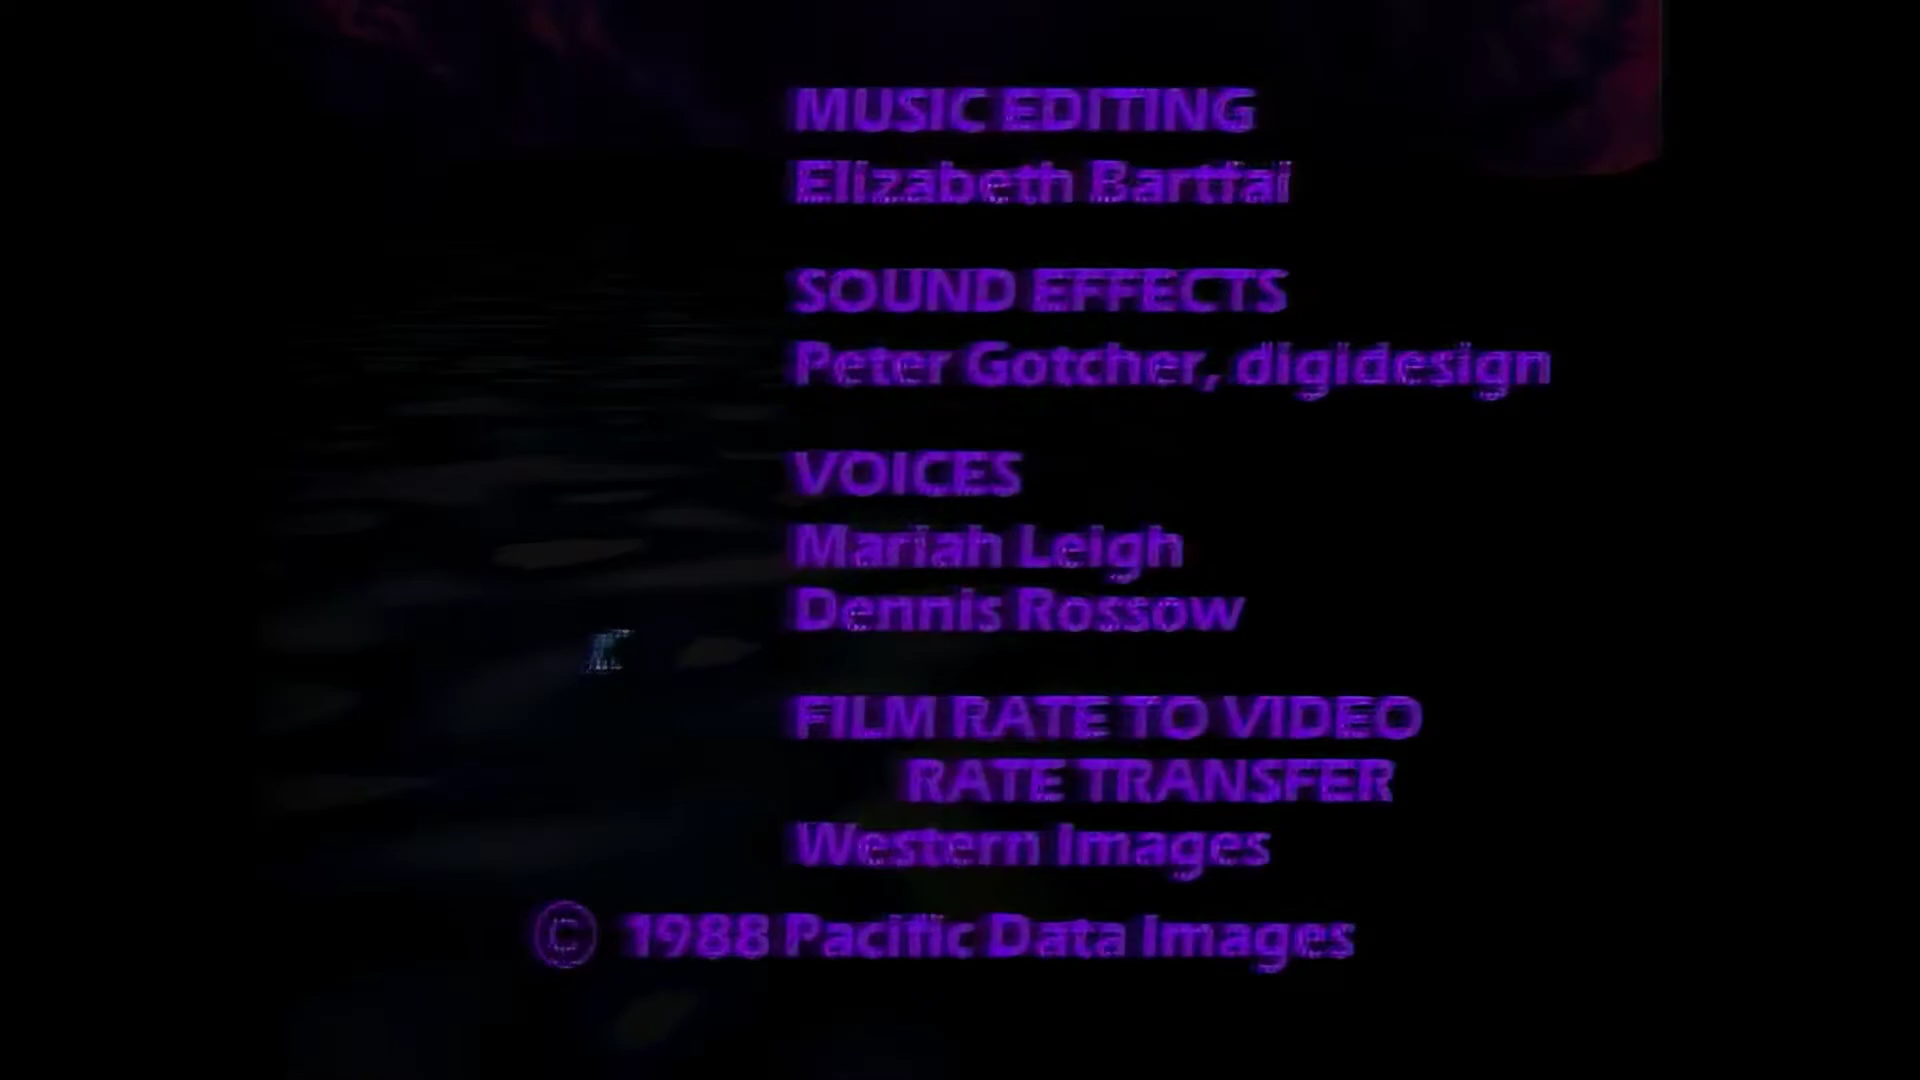 MUSIC EDITING
Elizabeth Bartfai
SOUND EFFECTS
Peter Gotcher, digidesign
VOICES
Mariah Leigh
Dennis Rossow
FILM RATE TO VIDEO
RATE TRANSFER
Western Images
© 1988 Pacific Data Images